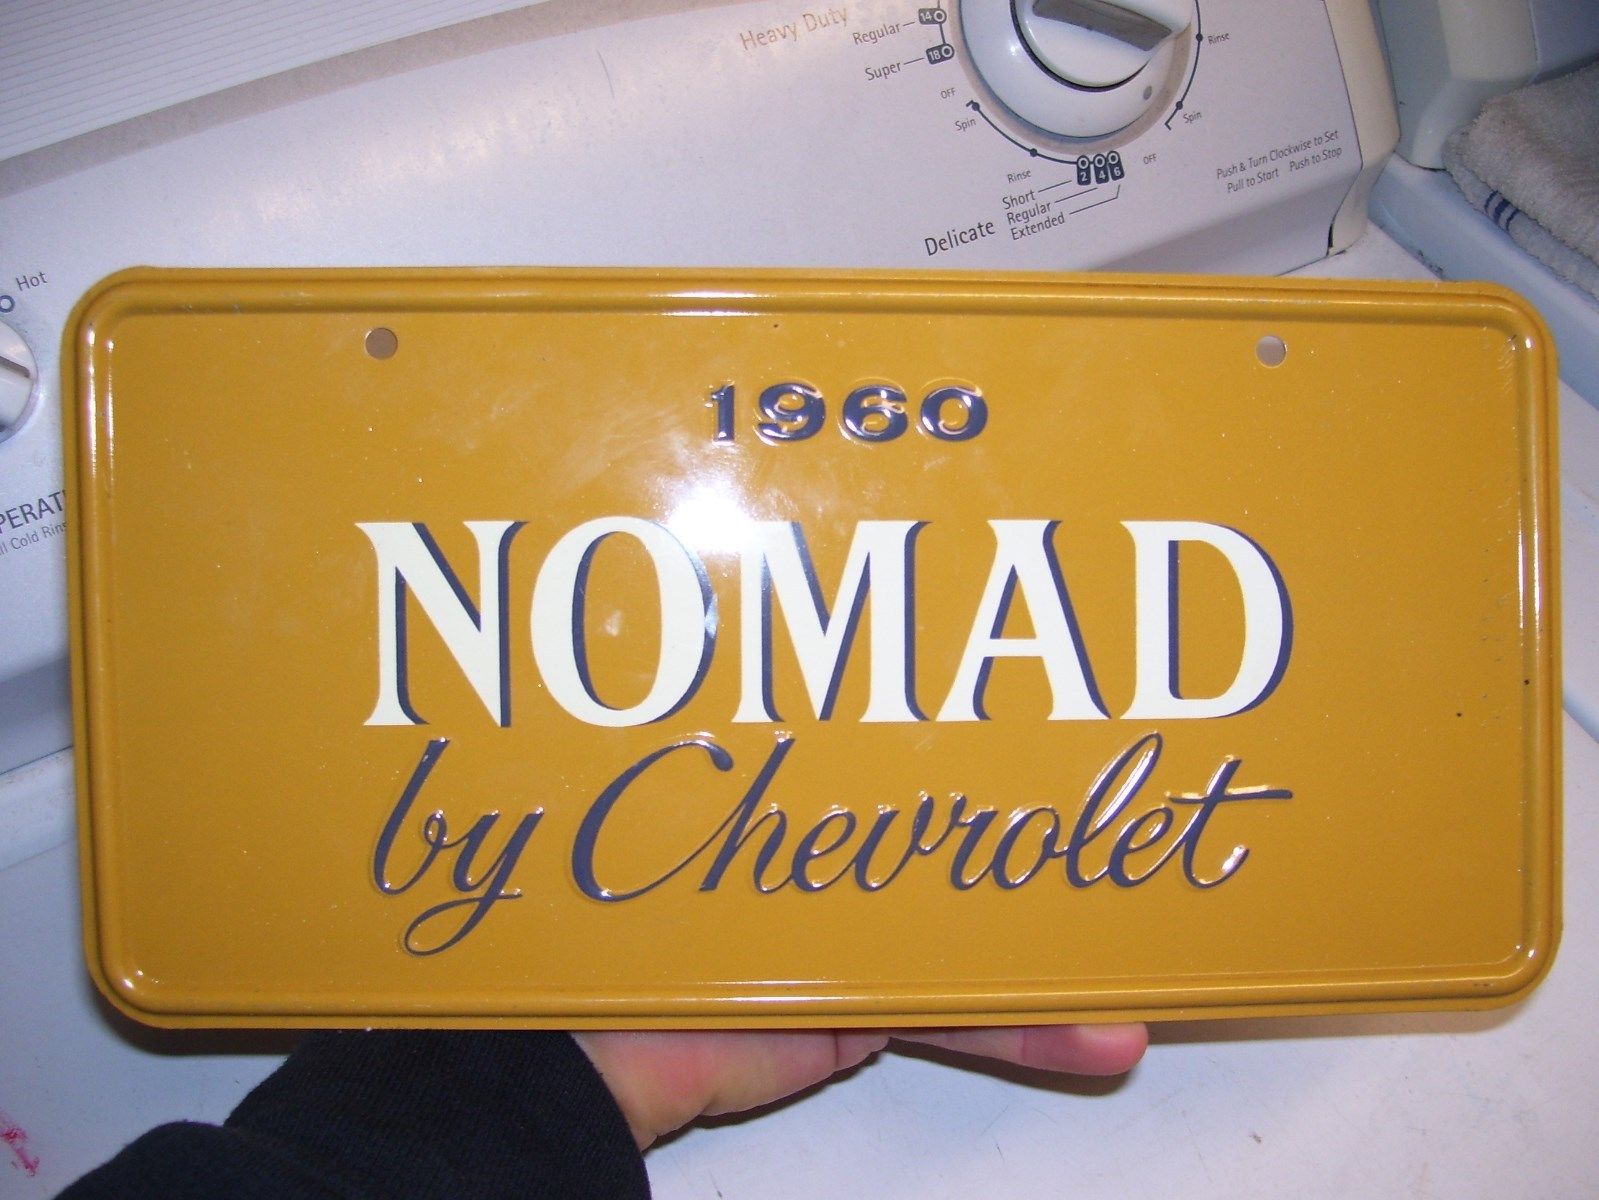 Heavy Duty
Regular 14
Super 18
OFF
Spin
Rinse
Short
Regular
Extended
2 4 6
Delicate
OFF
Spin
Rinse
Push & Turn Clockwise to Set
Pull to Start Push to Stop
Hot
Cold
1960
NOMAD
by Chevrolet